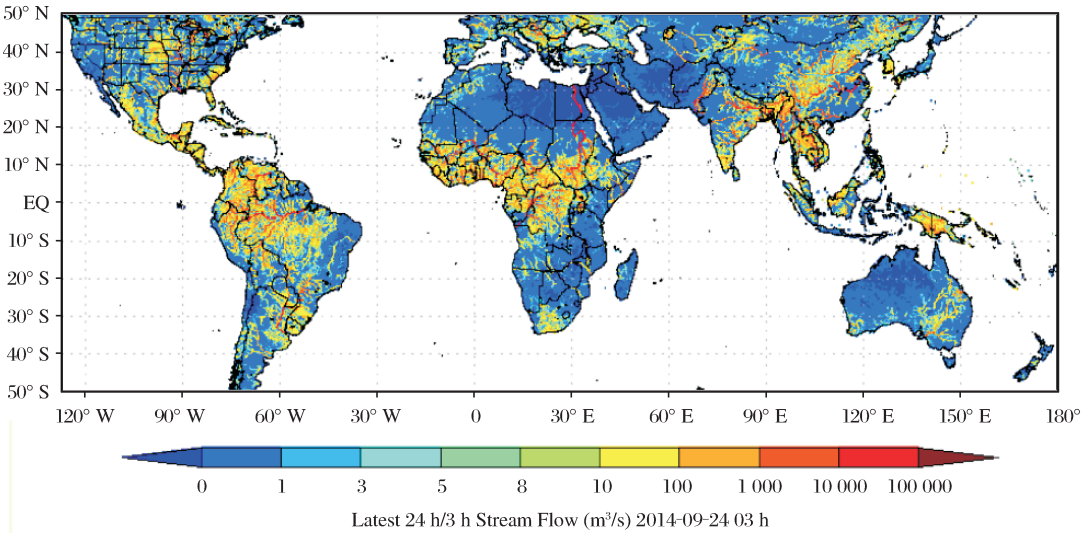 50° N
40° N
30° N
20° N
10° N
EQ
10° S
20° S
30° S
40° S
50° S
120° W 90° W 60° W 30° W 0 30° E 60° E 90° E 120° E 150° E 180°
0 1 3 5 8 10 100 1 000 10 000 100 000
Latest 24 h/3 h Stream Flow (m³/s) 2014-09-24 03 h